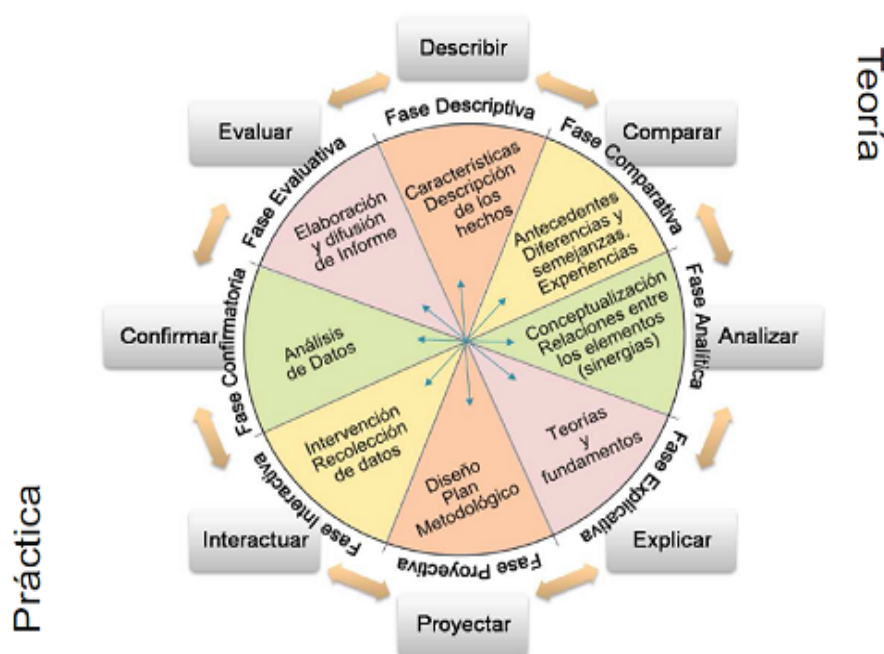 Describir
Teoría
Evaluar
Fase Descriptiva
Comparar
Fase Evaluativa
Fase Comparativa
Características
Descripción
de los
hechos
Elaboración
y difusión
de Informe
Antecedentes
Diferencias y
semejanzas.
Experiencias
Confirmar
Fase Confirmatoria
Análisis
de Datos
Conceptualización
Relaciones entre
los elementos
(sinergias)
Fase Analítica
Analizar
Intervención
Recolección
de datos
Diseño
Plan
Metodológico
Teorías
y
fundamentos
Fase Interactiva
Fase Proyectiva
Fase Explicativa
Práctica
Interactuar
Explicar
Proyectar